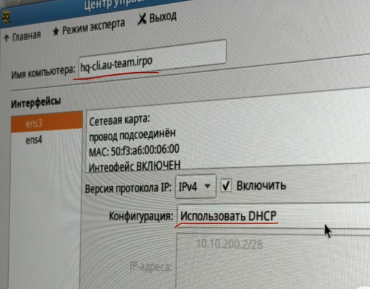 Центр упра
Главная ★ Режим эксперта Выход
Имя компьютера: hq-cli.au-team.irpo
Интерфейсы
ens3
ens4
Сетевая карта:
провод подсоединён
MAC: 50:f3:a6:00:06:00
Интерфейс ВКЛЮЧЕН
Версия протокола IP: IPv4 Включить
Конфигурация: Использовать DHCP
IP-адреса: 10.10.200.2/28